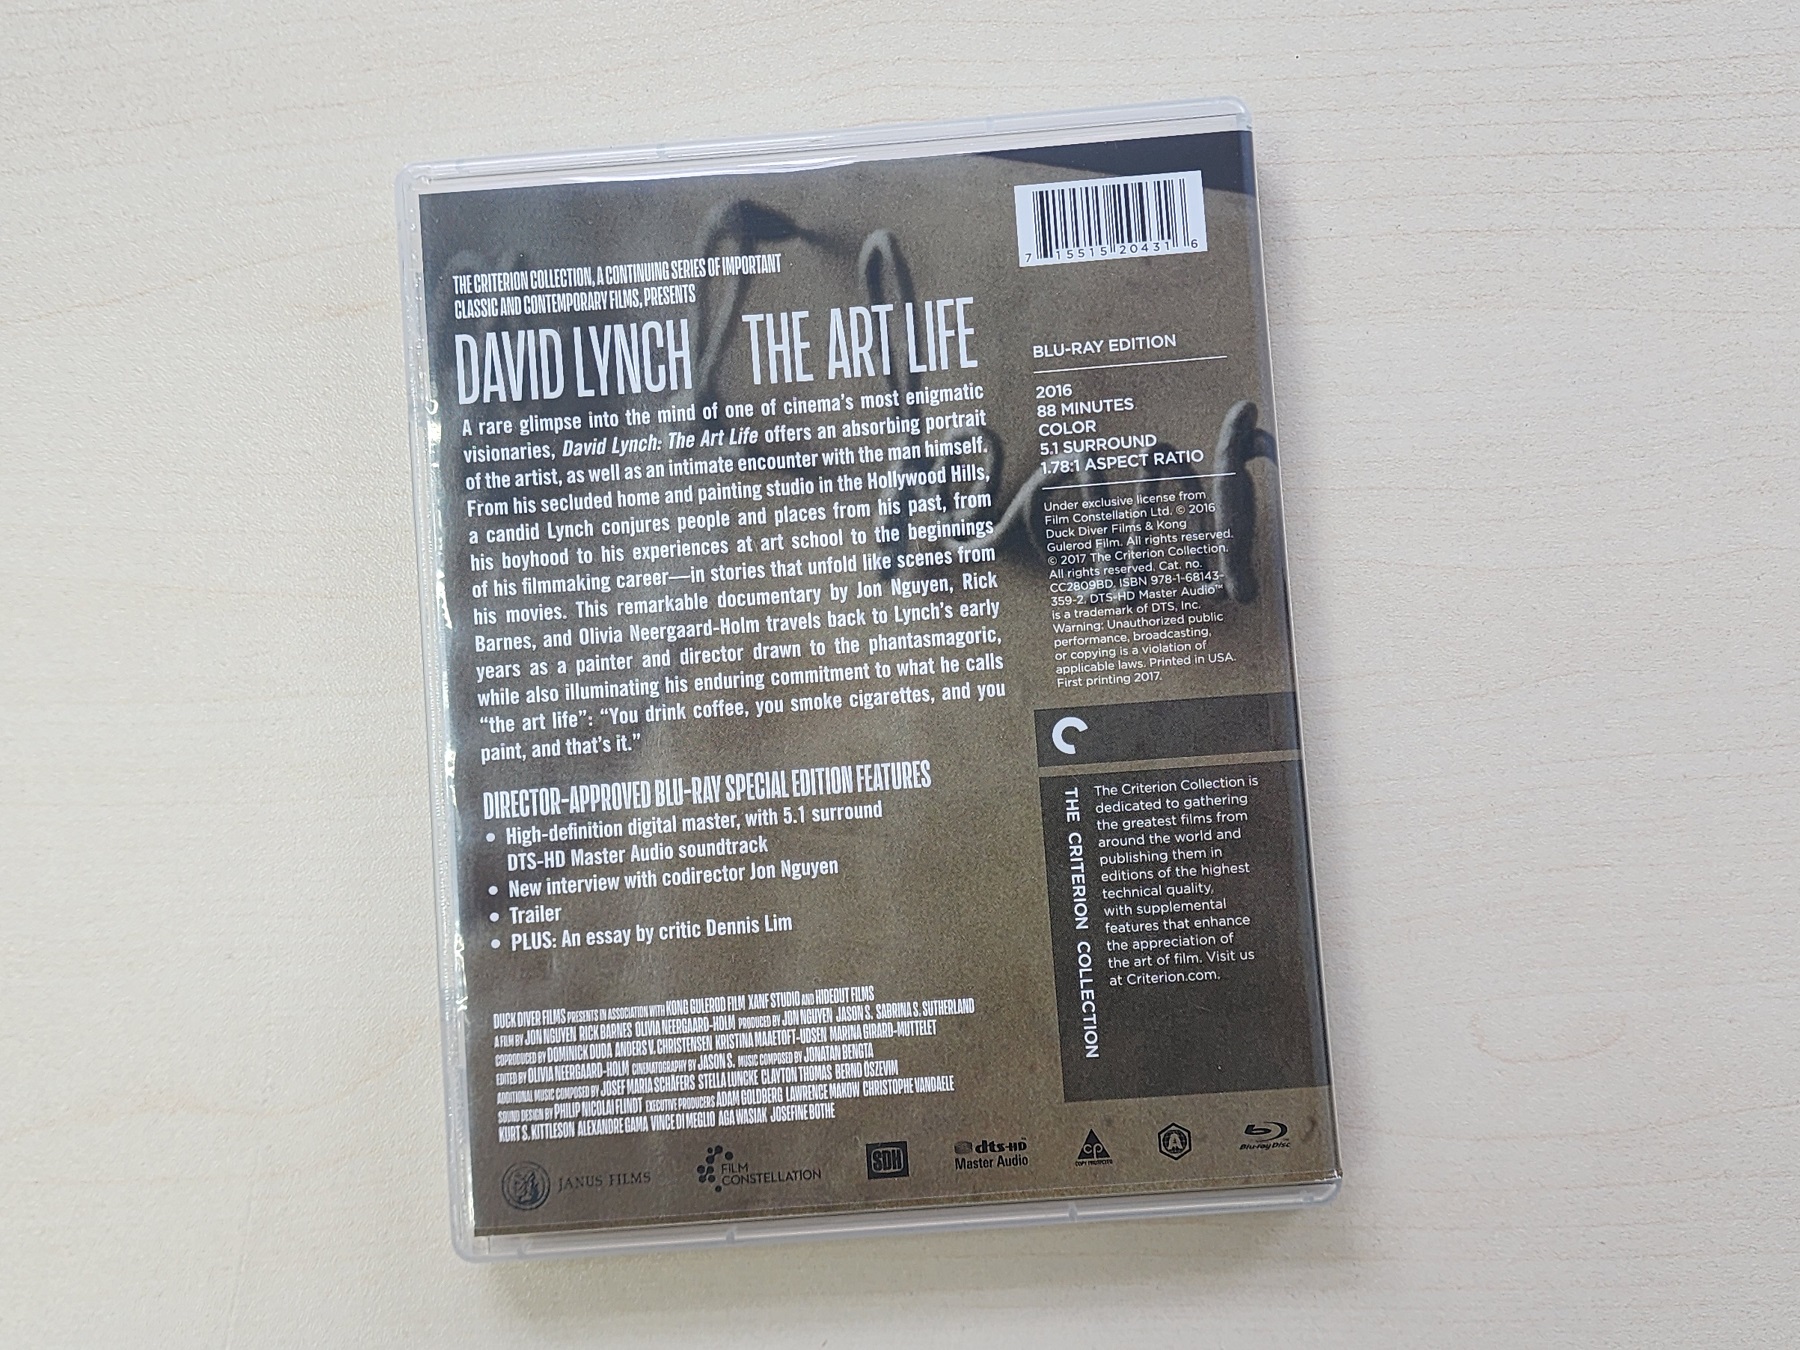 THE CRITERION COLLECTION, A CONTINUING SERIES OF IMPORTANT
CLASSIC AND CONTEMPORARY FILMS, PRESENTS
DAVID LYNCH THE ART LIFE
A rare glimpse into the mind of one of cinema's most enigmatic
visionaries, David Lynch: The Art Life offers an absorbing portrait
of the artist, as well as an intimate encounter with the man himself.
From his secluded home and painting studio in the Hollywood Hills,
a candid Lynch conjures people and places from his past, from
his boyhood to his experiences at art school to the beginnings
of his filmmaking career—in stories that unfold like scenes from
his movies. This remarkable documentary by Jon Nguyen, Rick
Barnes, and Olivia Neergaard-Holm travels back to Lynch's early
years as a painter and director drawn to the phantasmagoric,
while also illuminating his enduring commitment to what he calls
"the art life": "You drink coffee, you smoke cigarettes, and you
paint, and that's it."
DIRECTOR-APPROVED BLU-RAY SPECIAL EDITION FEATURES
• High-definition digital master, with 5.1 surround
DTS-HD Master Audio soundtrack
• New interview with codirector Jon Nguyen
• Trailer
• PLUS: An essay by critic Dennis Lim
DUCK DIVER FILMS PRESENTS IN ASSOCIATION WITH KONG GULEROD FILM XANF STUDIO AND HIDEOUT FILMS
A FILM BY JON NGUYEN RICK BARNES OLIVIA NEERGAARD-HOLM PRODUCED BY JON NGUYEN JASON S. SABRINA S. SUTHERLAND
COPRODUCED BY DOMINICK DUDA ANDERS V. CHRISTENSEN KRISTINA MAAETOFT-UDSEN MARINA GIRARD-MUTTELET
EDITED BY OLIVIA NEERGAARD-HOLM CINEMATOGRAPHY BY JASON S. MUSIC COMPOSED BY JONATAN BENGTA
ADDITIONAL MUSIC COMPOSED BY JOSEF MARIA SCHÄFERS STELLA LUNCKE CLAYTON THOMAS BERND OSZEVIM
SOUND DESIGN BY PHILIP NICOLAI FLINDT EXECUTIVE PRODUCERS ADAM GOLDBERG LAWRENCE MAKOW CHRISTOPHE VANDAELE
KURT S. KITTLESON ALEXANDRE GAMA VINCE DI MEGLIO AGA WASIAK JOSEFINE BOTHE
JANUS FILMS
FILM
CONSTELLATION
SDH
dts-HD
Master Audio
CP
COPY PROTECTED
A
Blu-ray Disc
7 15515 20431 6
BLU-RAY EDITION
2016
88 MINUTES
COLOR
5.1 SURROUND
1.78:1 ASPECT RATIO
Under exclusive license from
Film Constellation Ltd. © 2016
Duck Diver Films & Kong
Gulerod Film. All rights reserved.
© 2017 The Criterion Collection.
All rights reserved. Cat. no.
CC2809BD. ISBN 978-1-68143-
359-2. DTS-HD Master Audio™
is a trademark of DTS, Inc.
Warning: Unauthorized public
performance, broadcasting,
or copying is a violation of
applicable laws. Printed in USA.
First printing 2017.
THE CRITERION COLLECTION
The Criterion Collection is
dedicated to gathering
the greatest films from
around the world and
publishing them in
editions of the highest
technical quality,
with supplemental
features that enhance
the appreciation of
the art of film. Visit us
at Criterion.com.